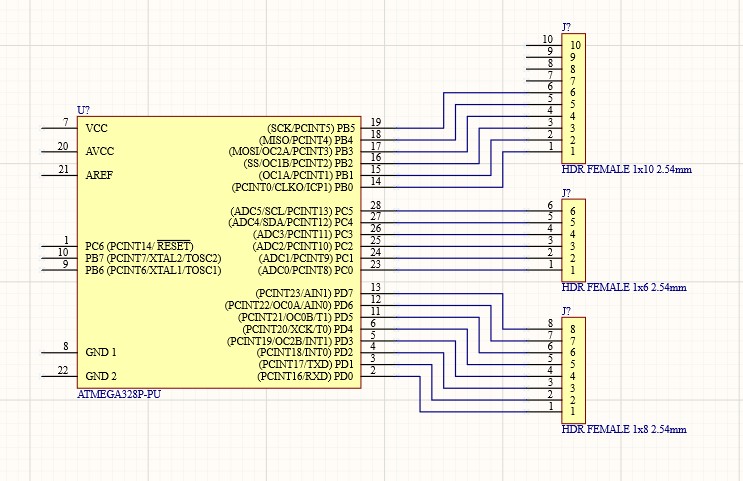 J?
10 10
9 9
8 8
7 7
6 6
5 5
4 4
3 3
2 2
1 1
HDR FEMALE 1x10 2.54mm
U?
7 VCC (SCK/PCINT5) PB5 19
(MISO/PCINT4) PB4 18
20 AVCC (MOSI/OC2A/PCINT3) PB3 17
(SS/OC1B/PCINT2) PB2 16
21 AREF (OC1A/PCINT1) PB1 15
(PCINT0/CLKO/ICP1) PB0 14
(ADC5/SCL/PCINT13) PC5 28
(ADC4/SDA/PCINT12) PC4 27
(ADC3/PCINT11) PC3 26
1 PC6 (PCINT14/ RESET) (ADC2/PCINT10) PC2 25
10 PB7 (PCINT7/XTAL2/TOSC2) (ADC1/PCINT9) PC1 24
9 PB6 (PCINT6/XTAL1/TOSC1) (ADC0/PCINT8) PC0 23
(PCINT23/AIN1) PD7 13
(PCINT22/OC0A/AIN0) PD6 12
(PCINT21/OC0B/T1) PD5 11
(PCINT20/XCK/T0) PD4 6
(PCINT19/OC2B/INT1) PD3 5
8 GND 1 (PCINT18/INT0) PD2 4
(PCINT17/TXD) PD1 3
22 GND 2 (PCINT16/RXD) PD0 2
ATMEGA328P-PU
J?
6 6
5 5
4 4
3 3
2 2
1 1
HDR FEMALE 1x6 2.54mm
J?
8 8
7 7
6 6
5 5
4 4
3 3
2 2
1 1
HDR FEMALE 1x8 2.54mm